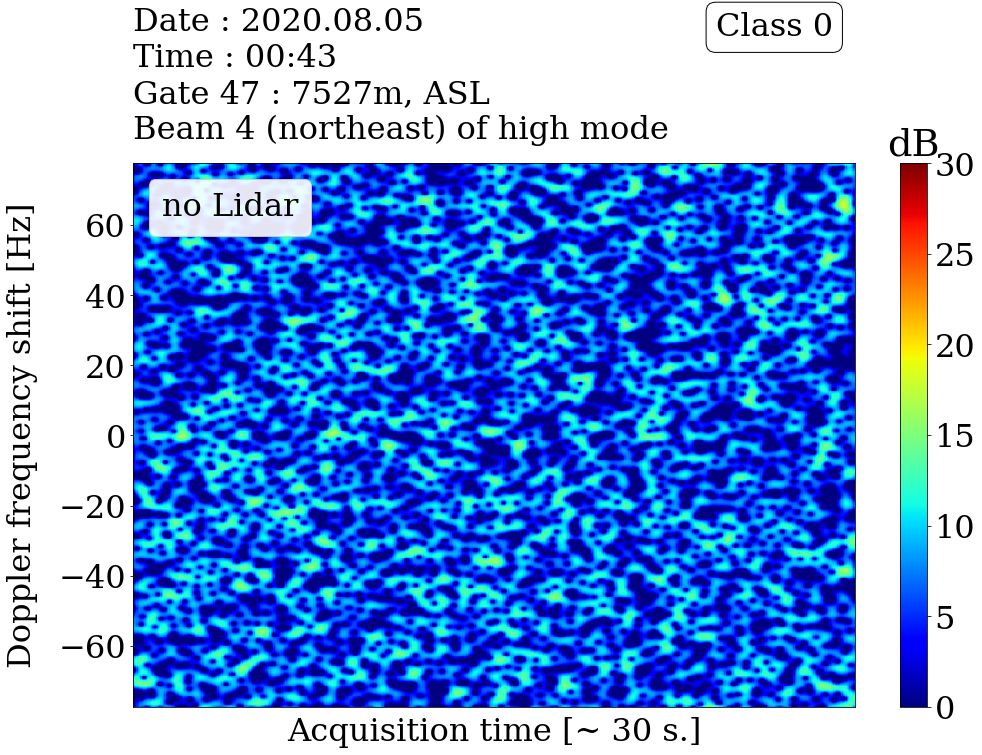 Date : 2020.08.05
Time : 00:43
Gate 47 : 7527m, ASL
Beam 4 (northeast) of high mode
Class 0
no Lidar
Doppler frequency shift [Hz]
60
40
20
0
−20
−40
−60
Acquisition time [~ 30 s.]
dB
30
25
20
15
10
5
0